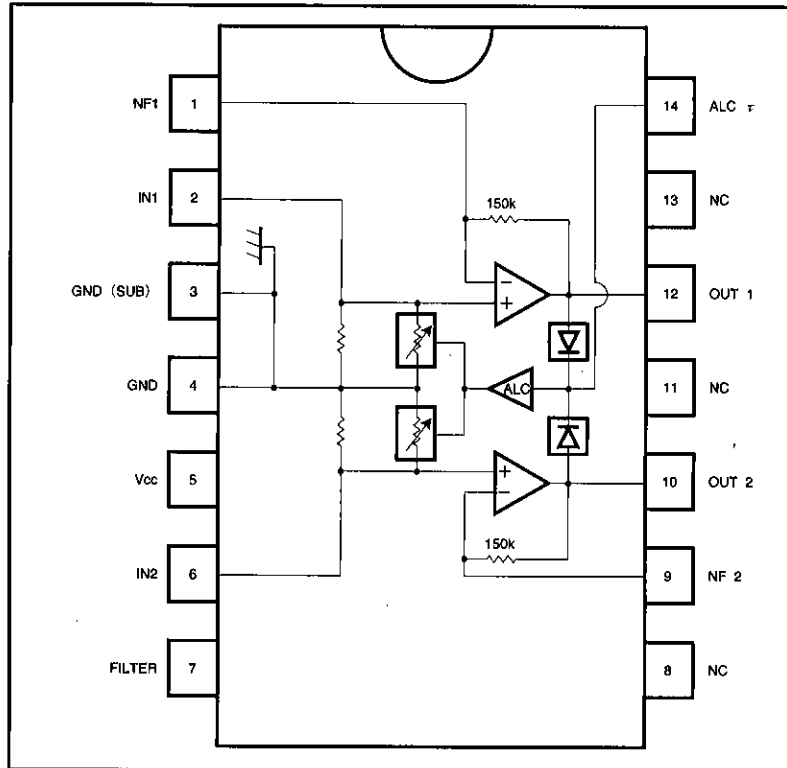 NF1 1
IN1 2
GND (SUB) 3
GND 4
Vcc 5
IN2 6
FILTER 7
150k
−
+
ALC
+
−
150k
14 ALC τ
13 NC
12 OUT 1
11 NC
10 OUT 2
9 NF 2
8 NC